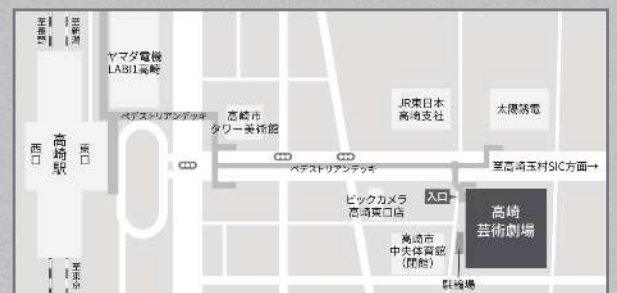 至長野
至新潟
ヤマダ電機
LABI1高崎
ペデストリアンデッキ
高崎市
タワー美術館
JR東日本
高崎支社
太陽誘電
西口
高崎駅
東口
ペデストリアンデッキ
至高崎玉村SIC方面→
ビックカメラ
高崎東口店
入口
高崎
芸術劇場
高崎市
中央体育館
(閉館)
駐輪場
至東京